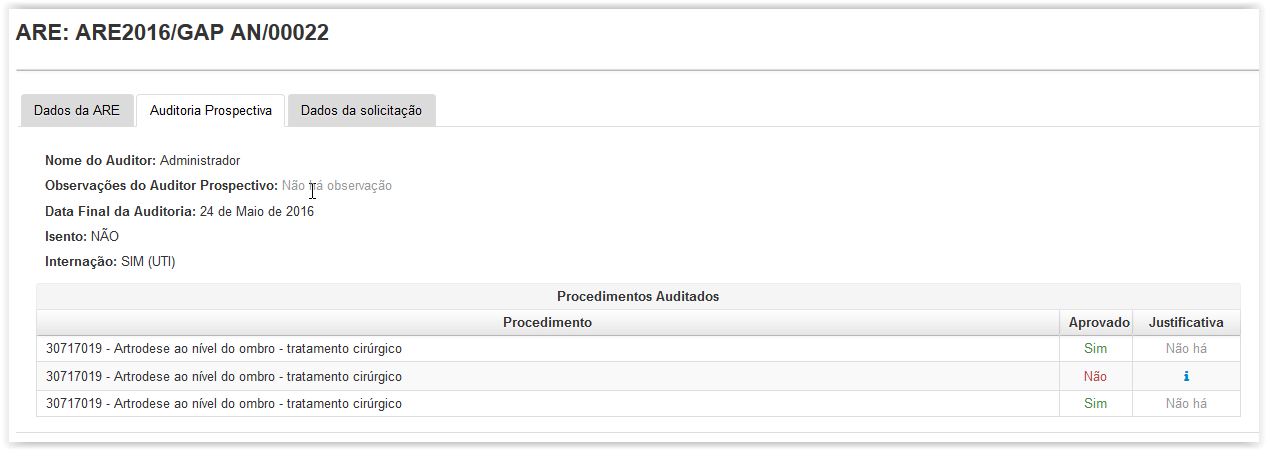 ARE: ARE2016/GAP AN/00022
Dados da ARE Auditoria Prospectiva Dados da solicitação
Nome do Auditor: Administrador
Observações do Auditor Prospectivo: Não há observação
Data Final da Auditoria: 24 de Maio de 2016
Isento: NÃO
Internação: SIM (UTI)
Procedimentos Auditados
Procedimento Aprovado Justificativa
30717019 - Artrodese ao nível do ombro - tratamento cirúrgico Sim Não há
30717019 - Artrodese ao nível do ombro - tratamento cirúrgico Não
30717019 - Artrodese ao nível do ombro - tratamento cirúrgico Sim Não há